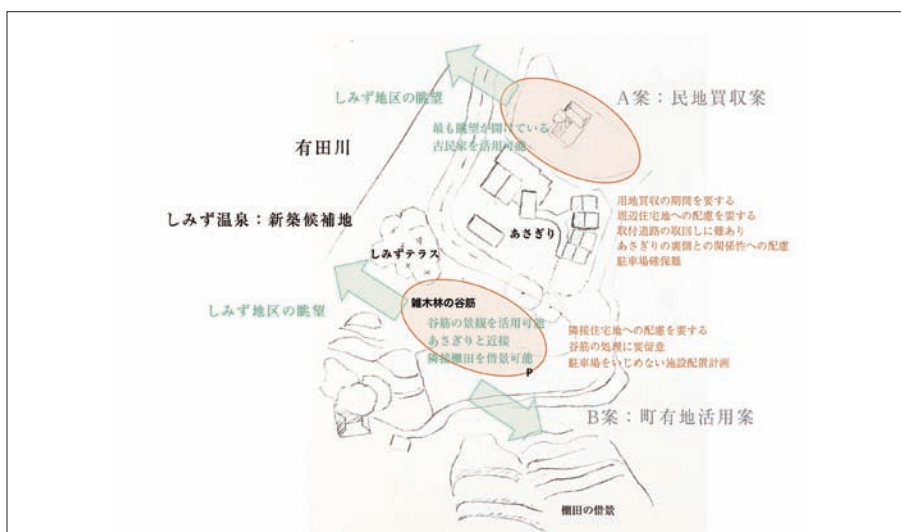 しみず地区の眺望
A案：民地買収案
最も眺望が開けている
古民家を活用可能
有田川
用地買収の期間を要する
周辺住宅地への配慮を要する
取付道路の取回しに難あり
あさぎりの裏側との関係性への配慮
駐車場確保難
しみず温泉：新築候補地
あさぎり
しみずテラス
しみず地区の眺望
雑木林の谷筋
谷筋の景観を活用可能
あさぎりと近接
隣接棚田を借景可能
P
隣接住宅地への配慮を要する
谷筋の処理に要留意
駐車場をいじめない施設配置計画
B案：町有地活用案
棚田の借景